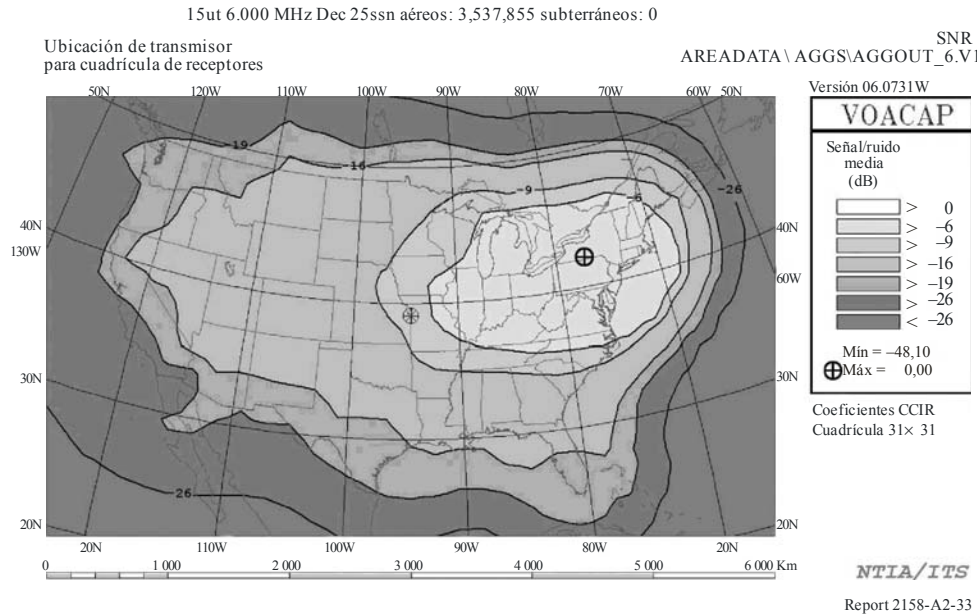 15ut 6.000 MHz Dec 25ssn aéreos: 3,537,855 subterráneos: 0
Ubicación de transmisor
para cuadrícula de receptores
SNR
AREADATA\AGGS\AGGOUT_6.V1
50N 120W 110W 100W 90W 80W 70W 60W 50N
Versión 06.0731W
VOACAP
Señal/ruido
media
(dB)
> 0
> –6
> –9
> –16
> –19
> –26
< –26
Mín = –48,10
Máx = 0,00
Coeficientes CCIR
Cuadrícula 31× 31
-19
-16
-9
-6
-26
26
40N
130W
30N
20N
40N
60W
30N
20N
20N 110W 100W 90W 80W 20N
0 1 000 2 000 3 000 4 000 5 000 6 000 Km
NTIA/ITS
Report 2158-A2-33